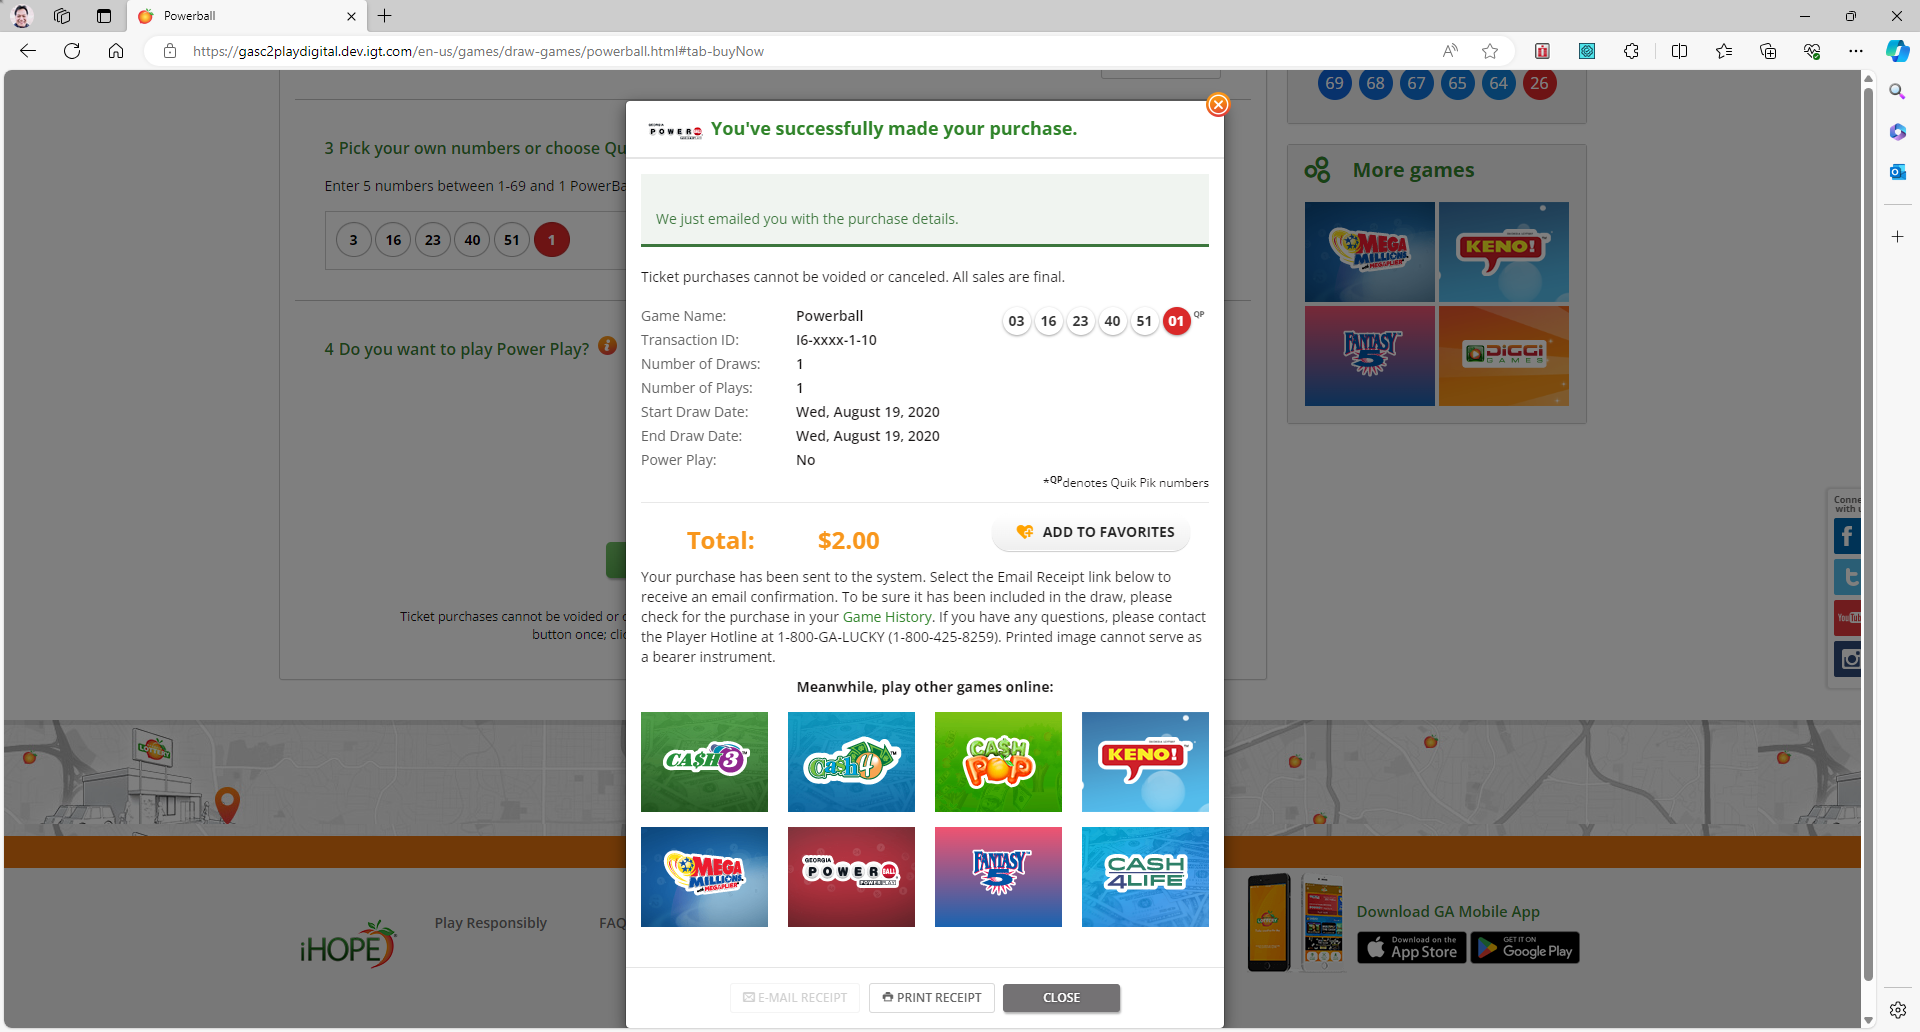 Powerball
https://gasc2playdigital.dev.igt.com/en-us/games/draw-games/powerball.html#tab-buyNow
69 68 67 65 64 26
3 Pick your own numbers or choose Qu
Enter 5 numbers between 1-69 and 1 PowerBa
3 16 23 40 51 1
4 Do you want to play Power Play?
Ticket purchases cannot be voided or c
button once; clic
GEORGIA
POWERBALL
You've successfully made your purchase.
We just emailed you with the purchase details.
Ticket purchases cannot be voided or canceled. All sales are final.
Game Name: Powerball
03 16 23 40 51 01 QP
Transaction ID: I6-xxxx-1-10
Number of Draws: 1
Number of Plays: 1
Start Draw Date: Wed, August 19, 2020
End Draw Date: Wed, August 19, 2020
Power Play: No
*QPdenotes Quik Pik numbers
Total: $2.00
ADD TO FAVORITES
Your purchase has been sent to the system. Select the Email Receipt link below to
receive an email confirmation. To be sure it has been included in the draw, please
check for the purchase in your Game History. If you have any questions, please contact
the Player Hotline at 1-800-GA-LUCKY (1-800-425-8259). Printed image cannot serve as
a bearer instrument.
Meanwhile, play other games online:
CA$H 3
Cash 4
CA$H POP
KENO!
MEGA MILLIONS
GEORGIA POWERBALL
FANTASY 5
CASH 4LIFE
E-MAIL RECEIPT
PRINT RECEIPT
CLOSE
More games
MEGA MILLIONS
KENO!
FANTASY 5
DIGGI GAMES
Conne
with u
You Tub
LOTTERY
iHOPE
Play Responsibly
FAQ
Download GA Mobile App
Download on the App Store
GET IT ON Google Play